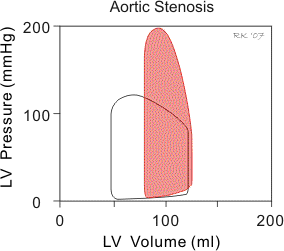 Aortic Stenosis
LV Pressure (mmHg)
200
100
0
RK '07
0
100
200
LV Volume (ml)